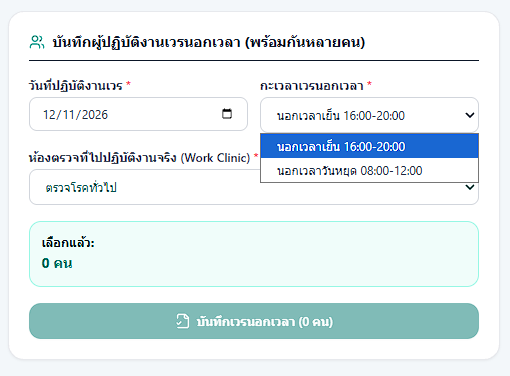 บันทึกผู้ปฏิบัติงานเวรนอกเวลา (พร้อมกันหลายคน)
วันที่ปฏิบัติงานเวร *
กะเวลาเวรนอกเวลา *
12/11/2026
นอกเวลาเย็น 16:00-20:00
นอกเวลาเย็น 16:00-20:00
นอกเวลาวันหยุด 08:00-12:00
ห้องตรวจที่ไปปฏิบัติงานจริง (Work Clinic) *
ตรวจโรคทั่วไป
เลือกแล้ว:
0 คน
บันทึกเวรนอกเวลา (0 คน)